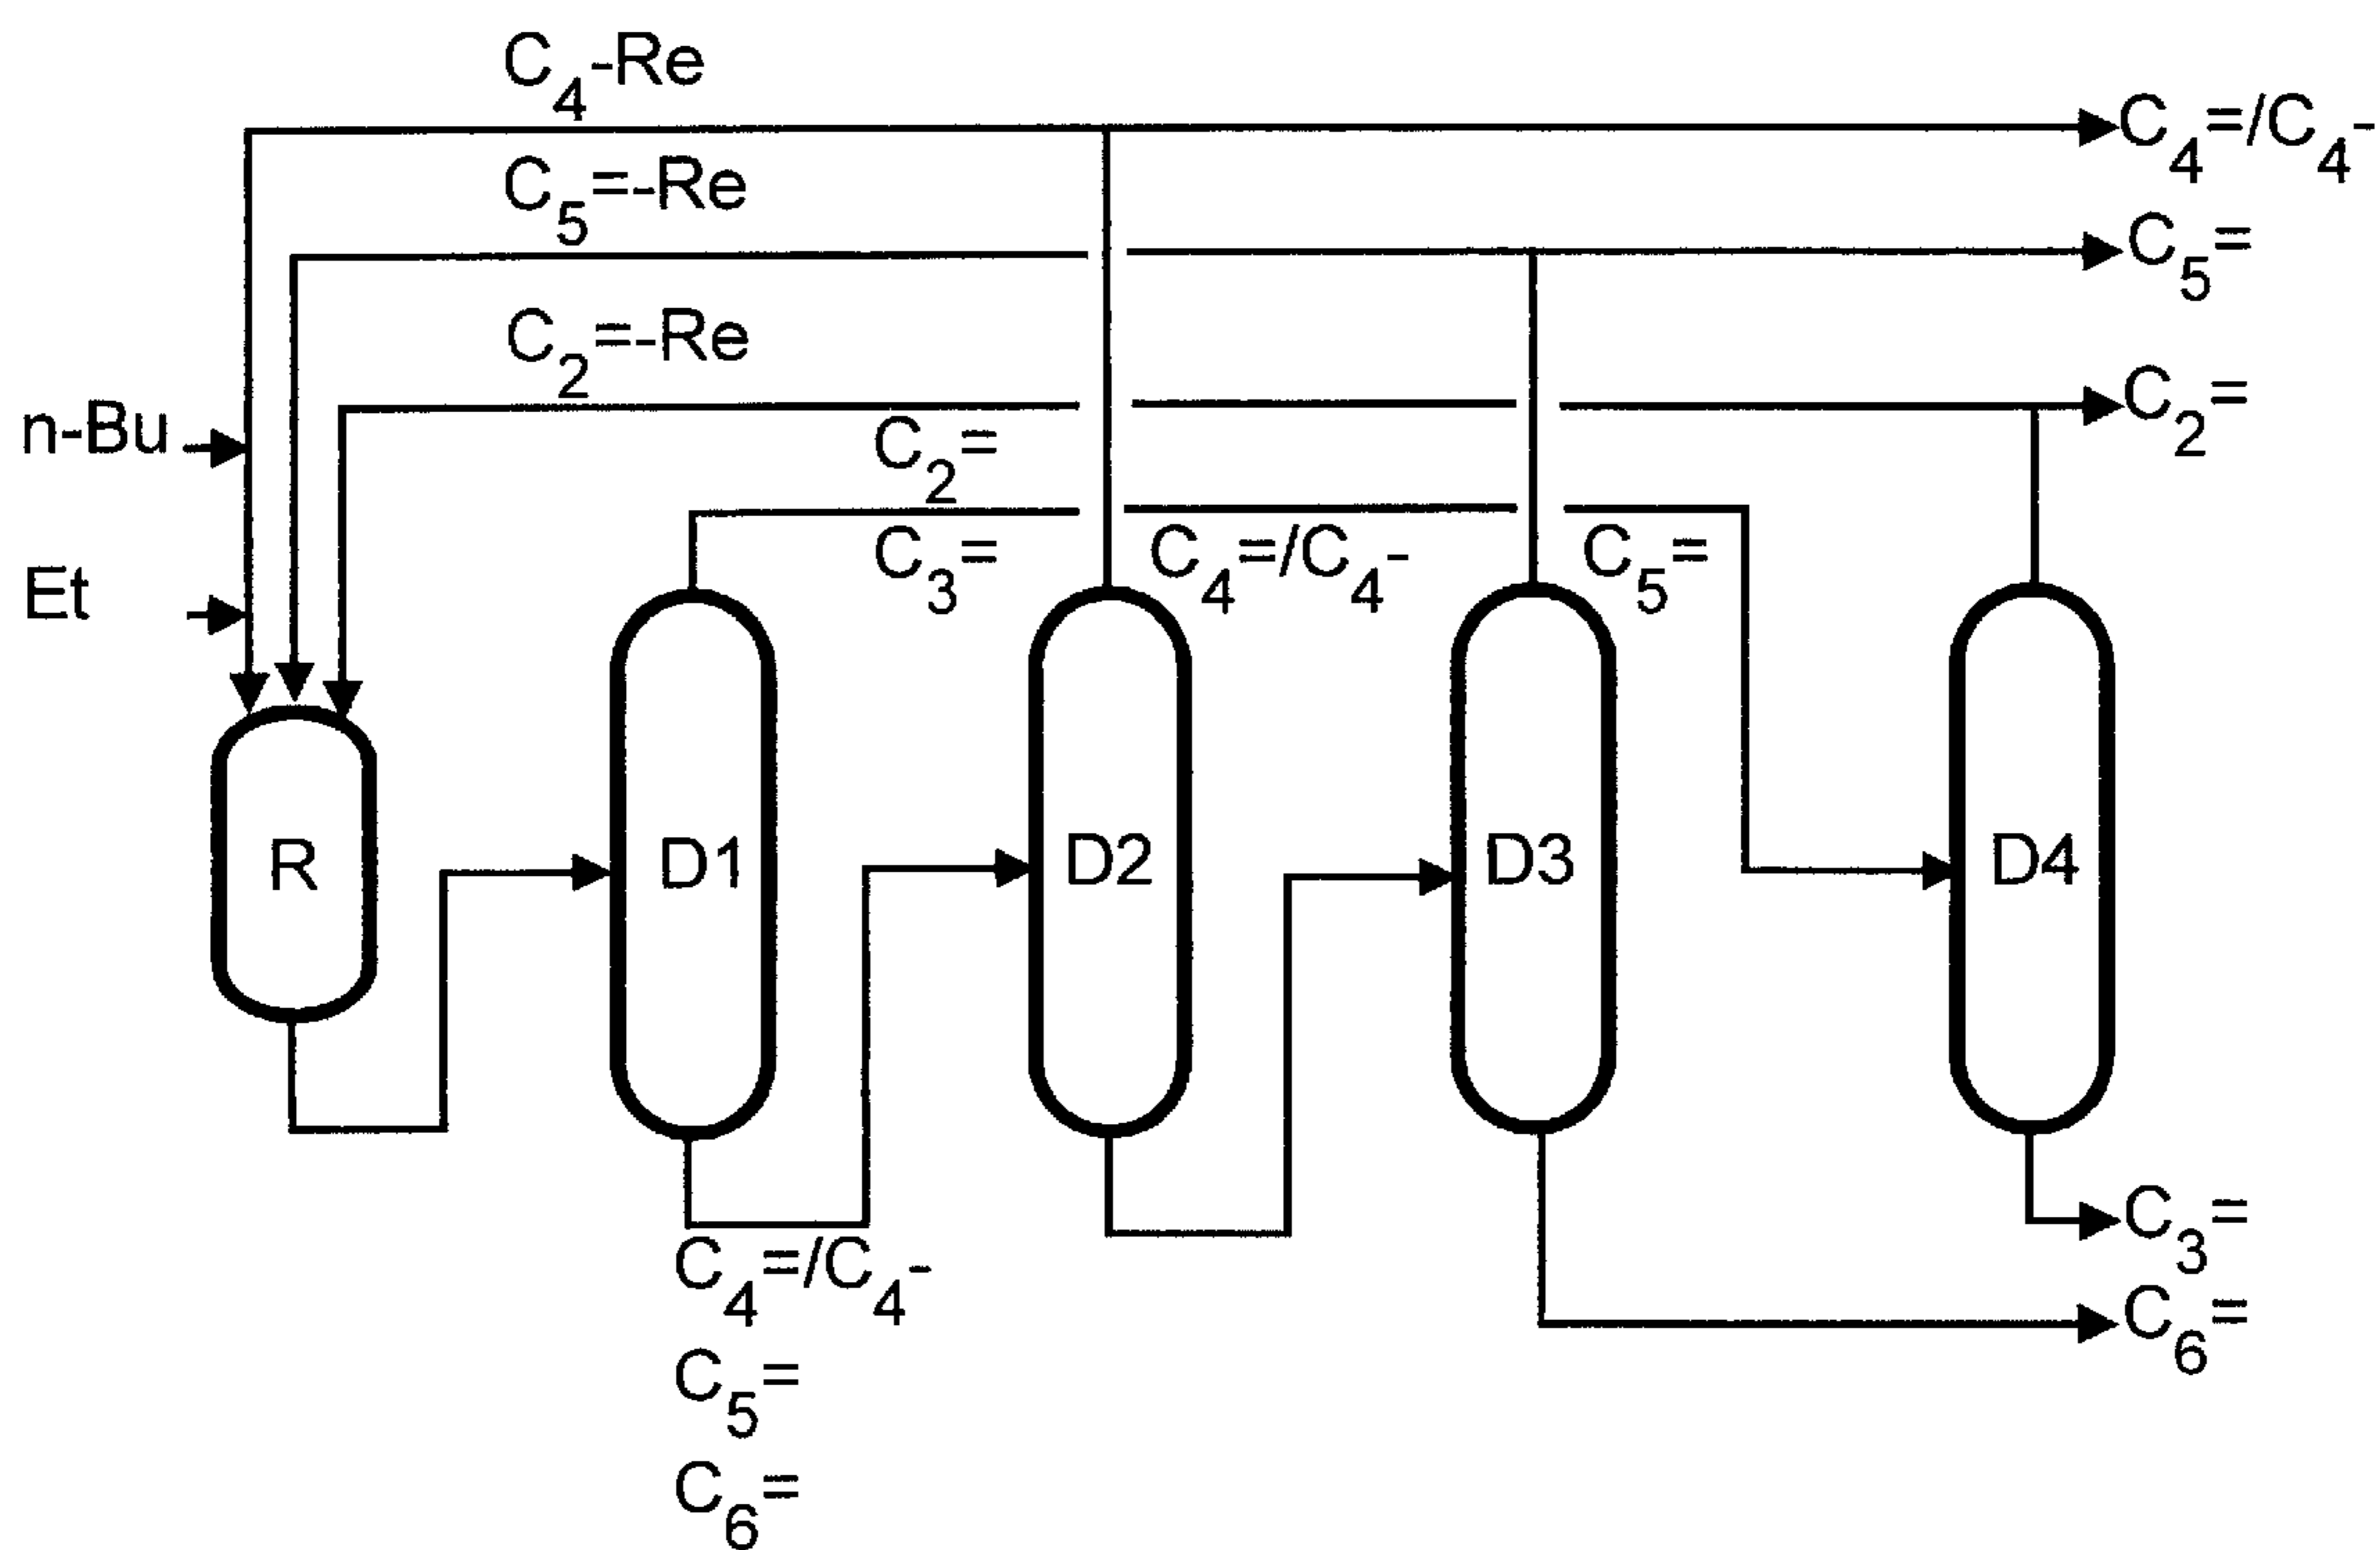 C₄-Re
C₄=/C₄-
C₅=-Re
C₅=
C₂=-Re
C₂=
n-Bu
C₂=
C₃=
C₄=/C₄-
C₅=
Et
R
D1
D2
D3
D4
C₃=
C₄=/C₄-
C₆=
C₅=
C₆=